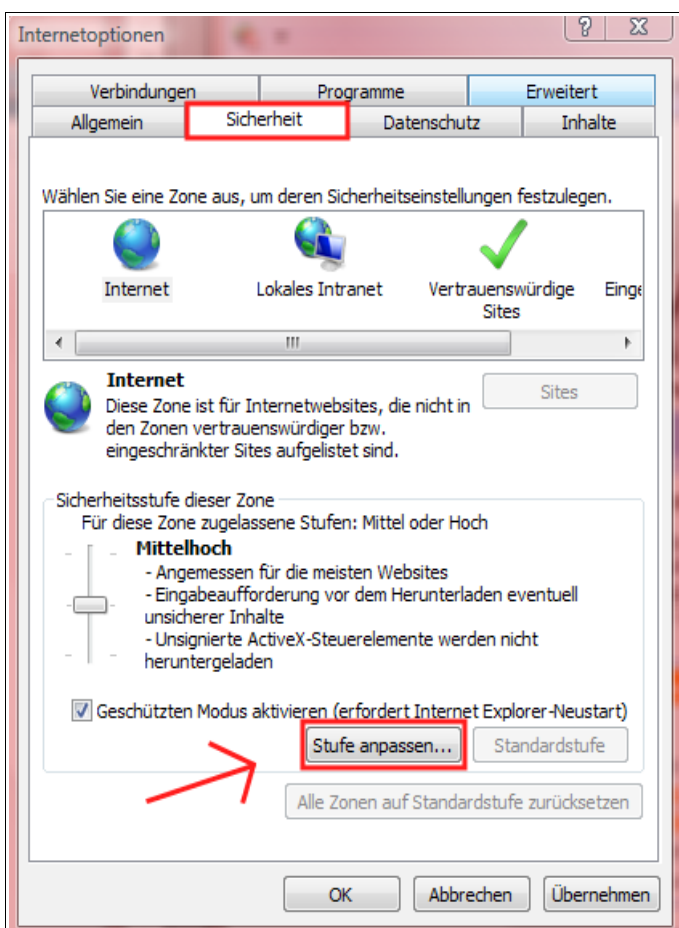 Internetoptionen
Verbindungen Programme Erweitert
Allgemein Sicherheit Datenschutz Inhalte
Wählen Sie eine Zone aus, um deren Sicherheitseinstellungen festzulegen.
Internet Lokales Intranet Vertrauenswürdige Einge
Sites
Internet
Sites
Diese Zone ist für Internetwebsites, die nicht in
den Zonen vertrauenswürdiger bzw.
eingeschränkter Sites aufgelistet sind.
Sicherheitsstufe dieser Zone
Für diese Zone zugelassene Stufen: Mittel oder Hoch
Mittelhoch
- Angemessen für die meisten Websites
- Eingabeaufforderung vor dem Herunterladen eventuell
unsicherer Inhalte
- Unsignierte ActiveX-Steuerelemente werden nicht
heruntergeladen
Geschützten Modus aktivieren (erfordert Internet Explorer-Neustart)
Stufe anpassen... Standardstufe
Alle Zonen auf Standardstufe zurücksetzen
OK Abbrechen Übernehmen